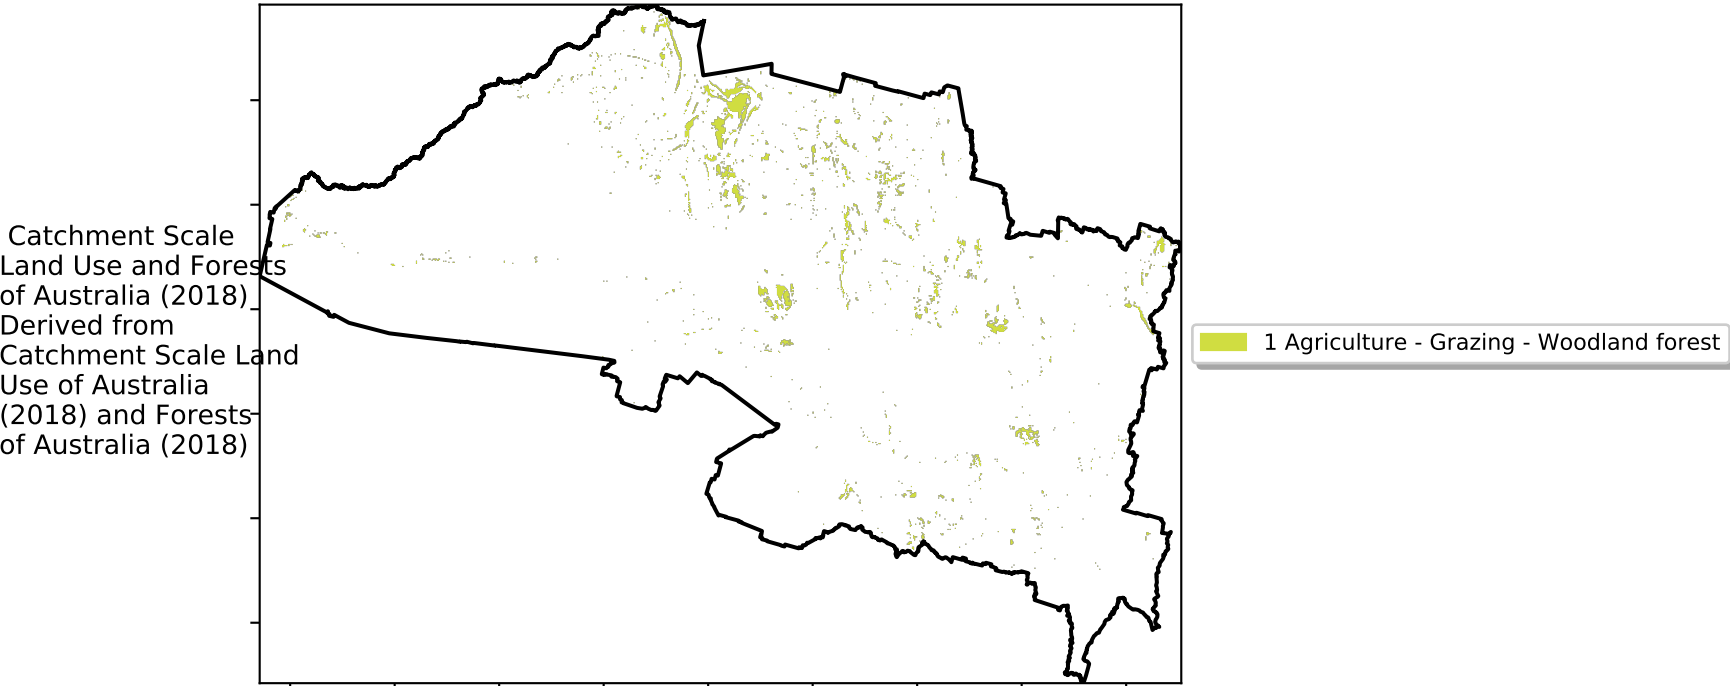 Catchment Scale
Land Use and Forests
of Australia (2018)
Derived from
Catchment Scale Land
Use of Australia
(2018) and Forests
of Australia (2018)
1 Agriculture - Grazing - Woodland forest